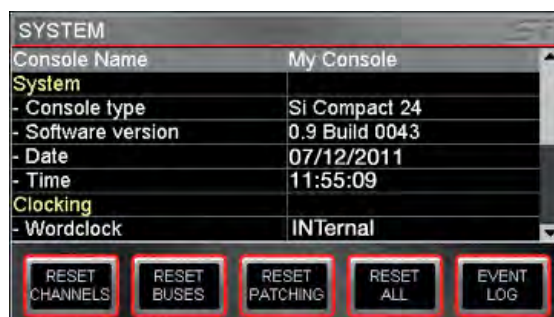 SYSTEM
Console Name My Console
System
- Console type Si Compact 24
- Software version 0.9 Build 0043
- Date 07/12/2011
- Time 11:55:09
Clocking
- Wordclock INTernal
RESET CHANNELS RESET BUSES RESET PATCHING RESET ALL EVENT LOG